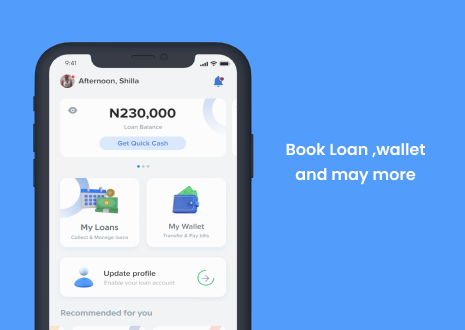 9:41
Afternoon, Shilla
N230,000
Loan Balance
Get Quick Cash
My Loans
Collect & Manage loans
My Wallet
Transfer & Pay bills
Update profile
Enable your loan account
Recommended for you
Book Loan ,wallet
and may more